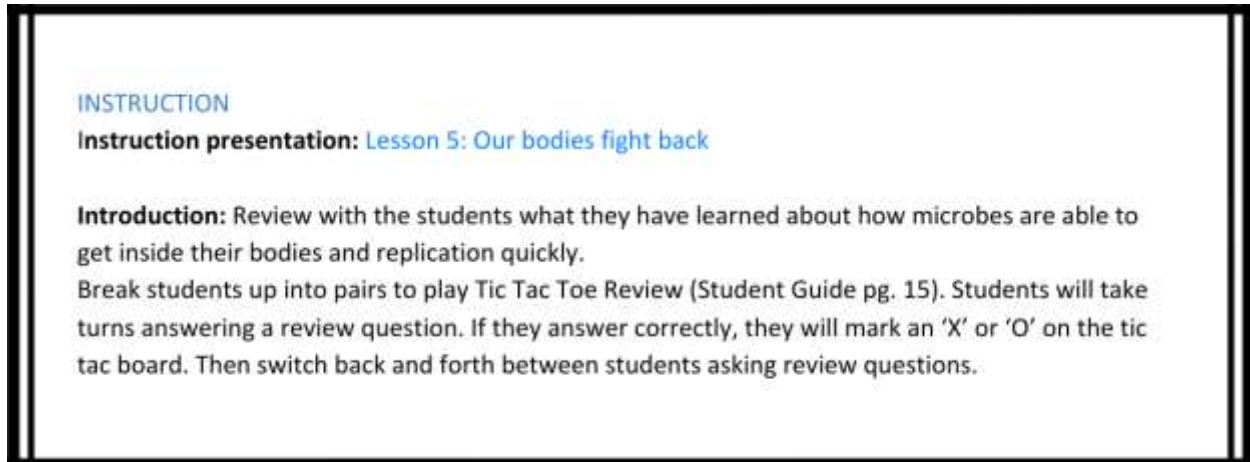 INSTRUCTION
Instruction presentation: Lesson 5: Our bodies fight back
Introduction: Review with the students what they have learned about how microbes are able to
get inside their bodies and replication quickly.
Break students up into pairs to play Tic Tac Toe Review (Student Guide pg. 15). Students will take
turns answering a review question. If they answer correctly, they will mark an ‘X’ or ‘O’ on the tic
tac board. Then switch back and forth between students asking review questions.